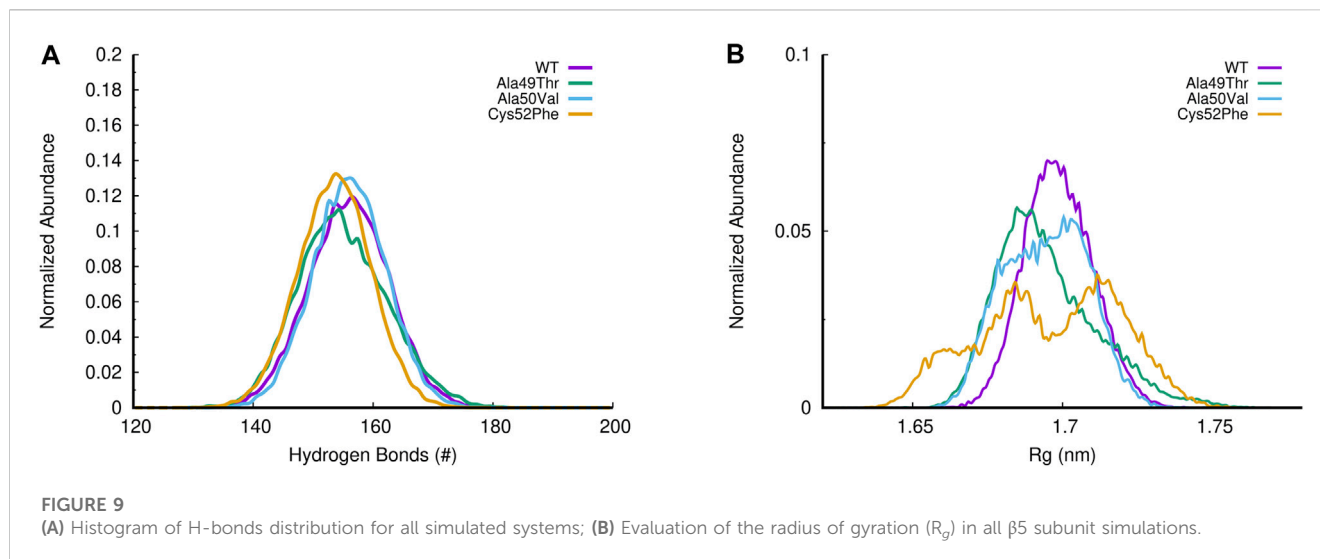 A
0.2
0.18
0.16
0.14
0.12
0.1
0.08
0.06
0.04
0.02
0
Normalized Abundance
WT
Ala49Thr
Ala50Val
Cys52Phe
120 140 160 180 200
Hydrogen Bonds (#)
B
0.1
0.05
0
Normalized Abundance
WT
Ala49Thr
Ala50Val
Cys52Phe
1.65 1.7 1.75
Rg (nm)
FIGURE 9
(A) Histogram of H-bonds distribution for all simulated systems; (B) Evaluation of the radius of gyration (Rg) in all β5 subunit simulations.